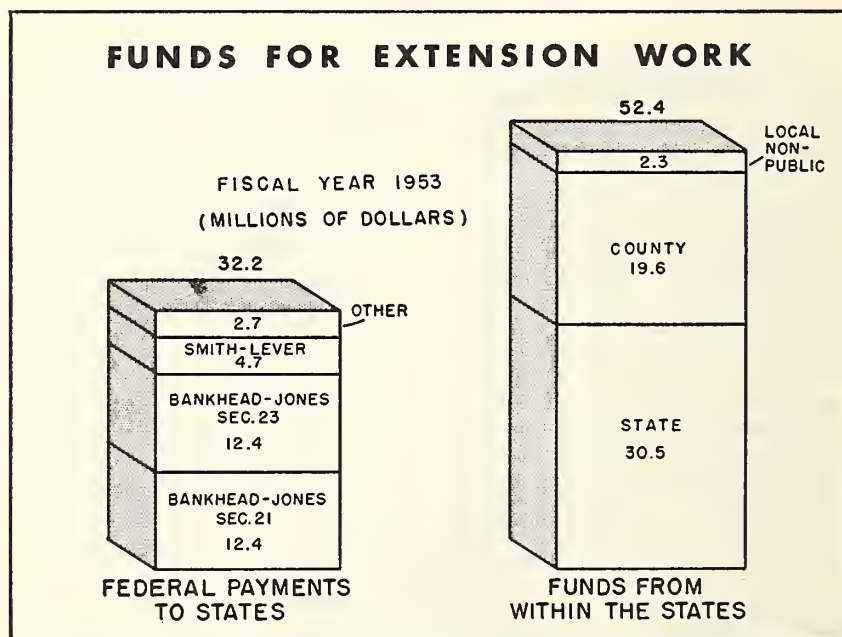 FUNDS FOR EXTENSION WORK
FISCAL YEAR 1953
(MILLIONS OF DOLLARS)
32.2
2.7
OTHER
SMITH-LEVER
4.7
BANKHEAD-JONES
SEC.23
12.4
BANKHEAD-JONES
SEC.21
12.4
FEDERAL PAYMENTS
TO STATES
52.4
LOCAL
NON-
PUBLIC
2.3
COUNTY
19.6
STATE
30.5
FUNDS FROM
WITHIN THE STATES